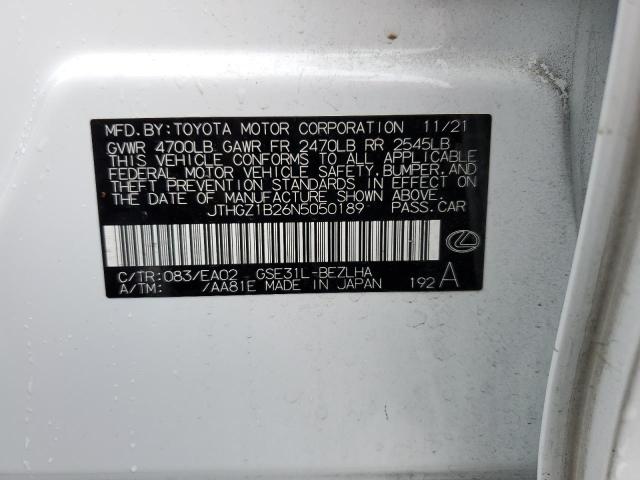 MFD. BY: TOYOTA MOTOR CORPORATION 11/21
GVWR 4700LB GAWR FR 2470LB RR 2545LB
THIS VEHICLE CONFORMS TO ALL APPLICABLE
FEDERAL MOTOR VEHICLE SAFETY, BUMPER, AND
THEFT PREVENTION STANDARDS IN EFFECT ON
THE DATE OF MANUFACTURE SHOWN ABOVE.
JTHGZ1B26N5050189 PASS. CAR
C/TR: 083/EA02 GSE31L-BEZLHA
A/TM: /AA81E MADE IN JAPAN 192 A